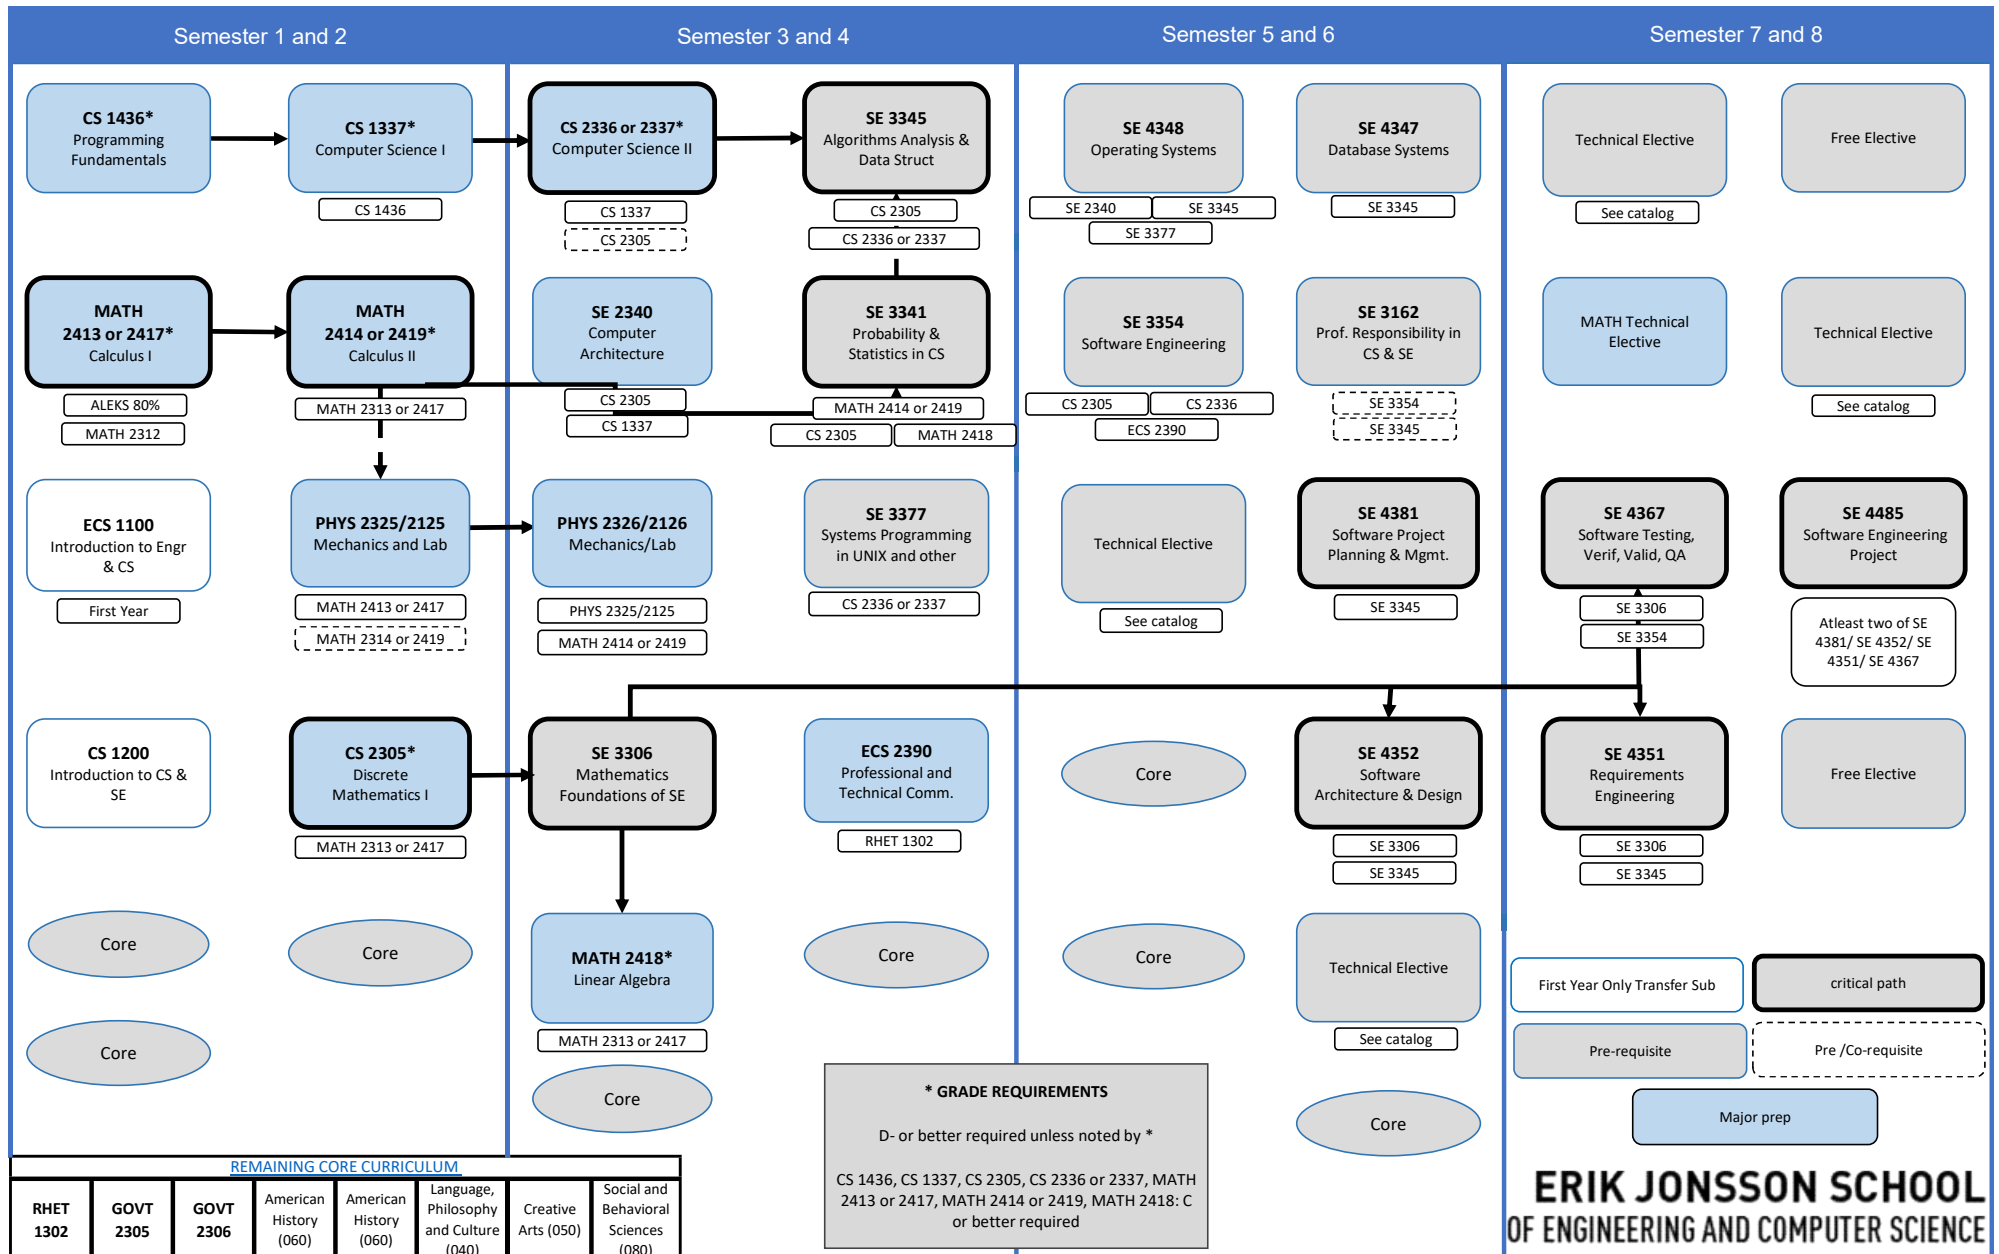 Semester 1 and 2
Semester 3 and 4
Semester 5 and 6
Semester 7 and 8
CS 1436*
Programming
Fundamentals
CS 1337*
Computer Science I
CS 1436
CS 2336 or 2337*
Computer Science II
CS 1337
CS 2305
SE 3345
Algorithms Analysis &
Data Struct
CS 2305
CS 2336 or 2337
SE 4348
Operating Systems
SE 2340
SE 3345
SE 3377
SE 4347
Database Systems
SE 3345
Technical Elective
See catalog
Free Elective
MATH
2413 or 2417*
Calculus I
ALEKS 80%
MATH 2312
MATH
2414 or 2419*
Calculus II
MATH 2313 or 2417
SE 2340
Computer
Architecture
CS 2305
CS 1337
SE 3341
Probability &
Statistics in CS
MATH 2414 or 2419
CS 2305
MATH 2418
SE 3354
Software Engineering
CS 2305
CS 2336
ECS 2390
SE 3162
Prof. Responsibility in
CS & SE
SE 3354
SE 3345
MATH Technical
Elective
Technical Elective
See catalog
ECS 1100
Introduction to Engr
& CS
First Year
PHYS 2325/2125
Mechanics and Lab
MATH 2413 or 2417
MATH 2314 or 2419
PHYS 2326/2126
Mechanics/Lab
PHYS 2325/2125
MATH 2414 or 2419
SE 3377
Systems Programming
in UNIX and other
CS 2336 or 2337
Technical Elective
See catalog
SE 4381
Software Project
Planning & Mgmt.
SE 3345
SE 4367
Software Testing,
Verif, Valid, QA
SE 3306
SE 3354
SE 4485
Software Engineering
Project
Atleast two of SE
4381/ SE 4352/ SE
4351/ SE 4367
CS 1200
Introduction to CS &
SE
CS 2305*
Discrete
Mathematics I
MATH 2313 or 2417
SE 3306
Mathematics
Foundations of SE
ECS 2390
Professional and
Technical Comm.
RHET 1302
Core
SE 4352
Software
Architecture & Design
SE 3306
SE 3345
SE 4351
Requirements
Engineering
SE 3306
SE 3345
Free Elective
Core
Core
MATH 2418*
Linear Algebra
MATH 2313 or 2417
Core
Core
Technical Elective
See catalog
First Year Only Transfer Sub
critical path
Pre-requisite
Pre /Co-requisite
Major prep
Core
Core
Core
* GRADE REQUIREMENTS
D- or better required unless noted by *
CS 1436, CS 1337, CS 2305, CS 2336 or 2337, MATH
2413 or 2417, MATH 2414 or 2419, MATH 2418: C
or better required
REMAINING CORE CURRICULUM
RHET
1302
GOVT
2305
GOVT
2306
American
History
(060)
American
History
(060)
Language,
Philosophy
and Culture
(040)
Creative
Arts (050)
Social and
Behavioral
Sciences
(080)
ERIK JONSSON SCHOOL
OF ENGINEERING AND COMPUTER SCIENCE